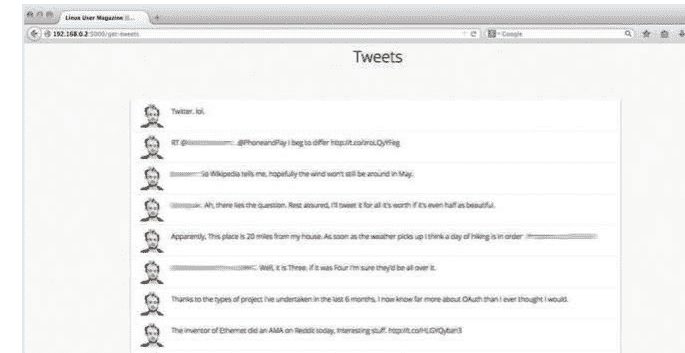 Linux User Magazine ::...
192.168.0.2:5000/get-tweets
Google
Tweets
Twitter. lol.
RT @ @PhoneandPay I beg to differ
So Wikipedia tells me, hopefully the wind won't still be around in May.
Ah, there lies the question. Rest assured, I'll tweet it for all it's worth if it's even half as beautiful.
Apparently, This place is 20 miles from my house. As soon as the weather picks up I think a day of hiking is in order
Well, it is Three. If it was Four I'm sure they'd be all over it.
Thanks to the types of project I've undertaken in the last 6 months, I now know far more about OAuth than I ever thought I would.
The inventor of Ethernet did an AMA on Reddit today, Interesting stuff.